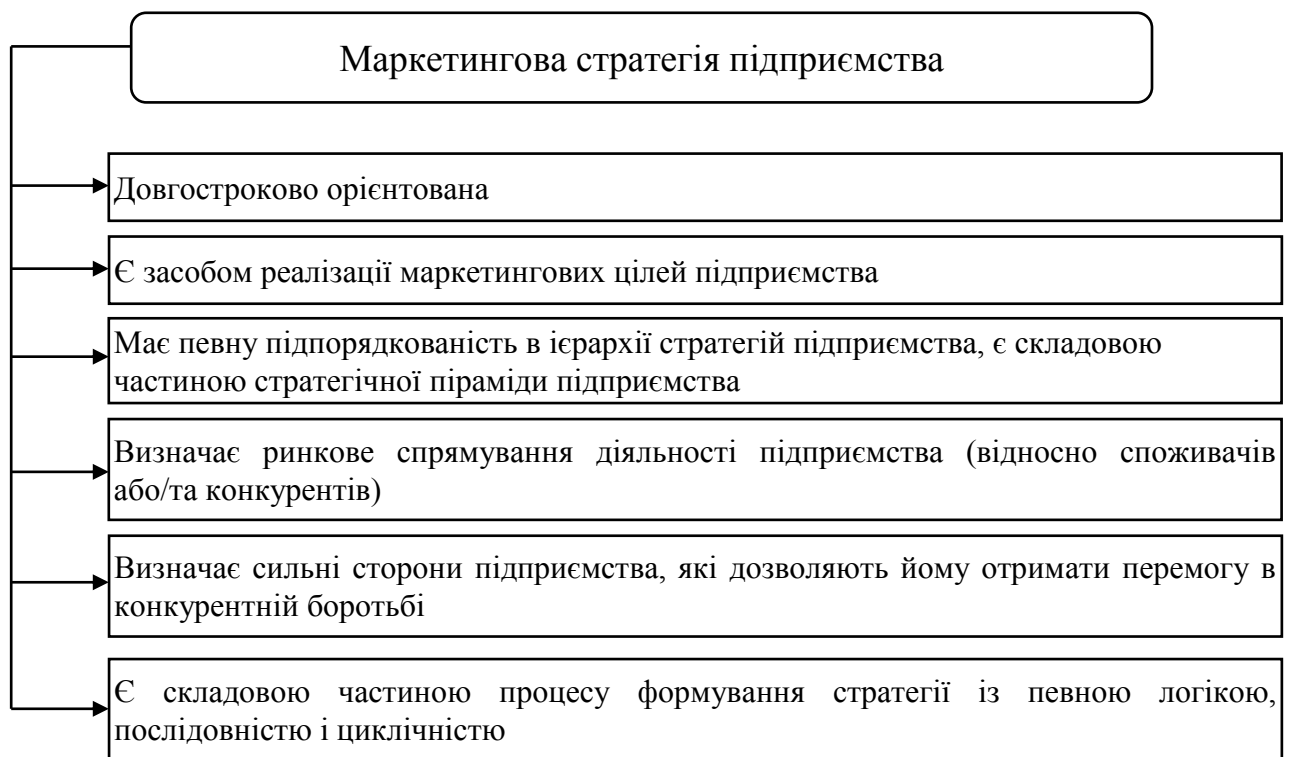 Маркетингова стратегія підприємства
Довгостроково орієнтована
Є засобом реалізації маркетингових цілей підприємства
Має певну підпорядкованість в ієрархії стратегій підприємства, є складовою
частиною стратегічної піраміди підприємства
Визначає ринкове спрямування діяльності підприємства (відносно споживачів
або/та конкурентів)
Визначає сильні сторони підприємства, які дозволяють йому отримати перемогу в
конкурентній боротьбі
Є складовою частиною процесу формування стратегії із певною логікою,
послідовністю і циклічністю